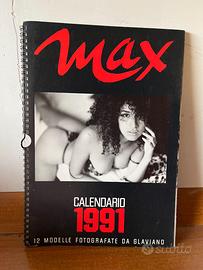 max
CALENDARIO
1991
12 MODELLE FOTOGRAFATE DA GLAVIANO
subito